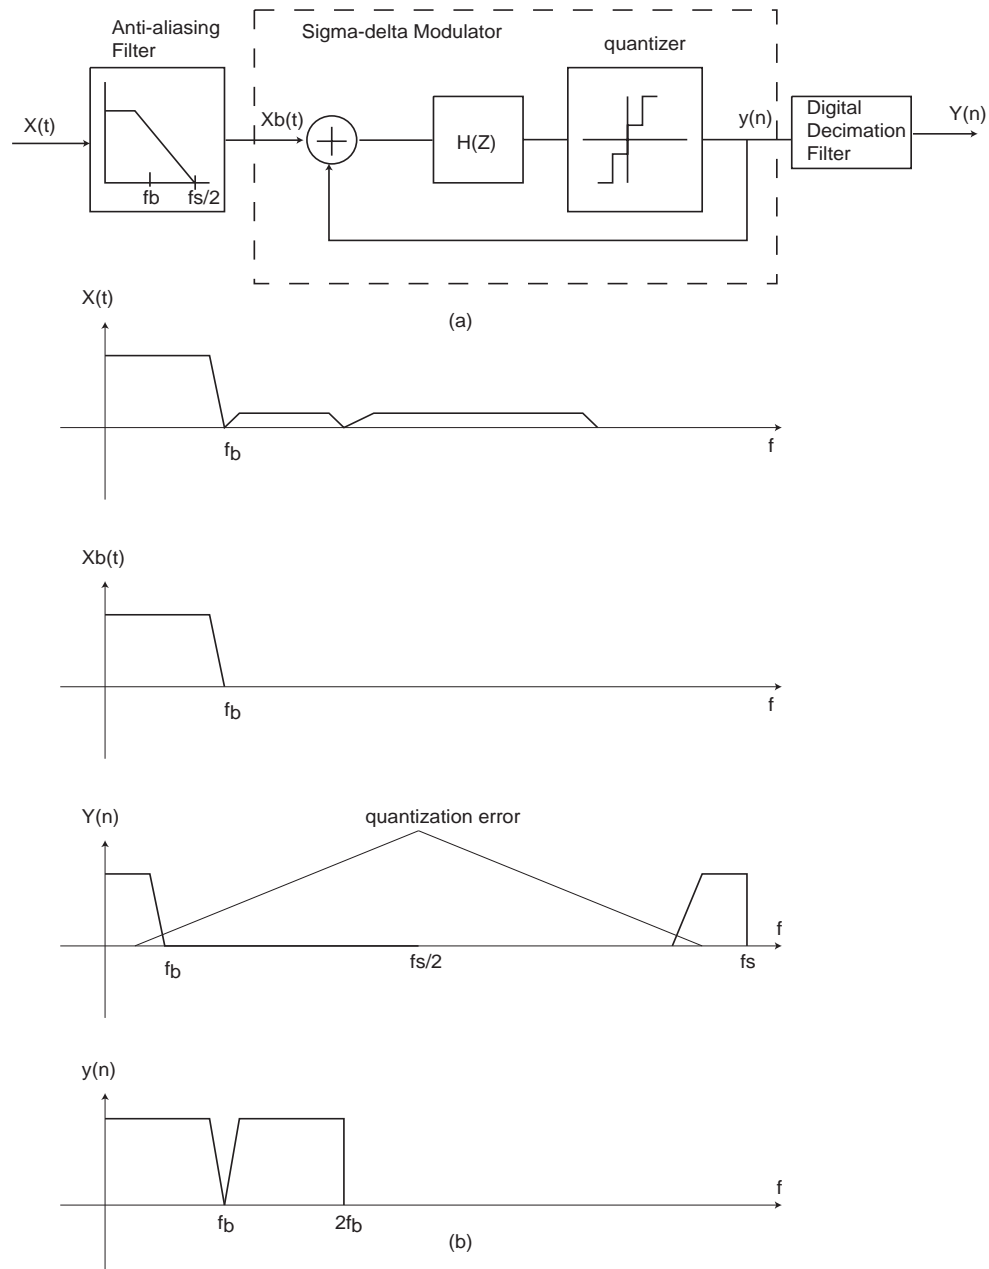 Anti-aliasing
Filter
Sigma-delta Modulator
quantizer
X(t)
Xb(t)
H(Z)
y(n)
Digital
Decimation
Filter
Y(n)
fb
fs/2
(a)
X(t)
fb
f
Xb(t)
fb
f
Y(n)
quantization error
f
fb
fs/2
fs
y(n)
f
fb
2fb
(b)